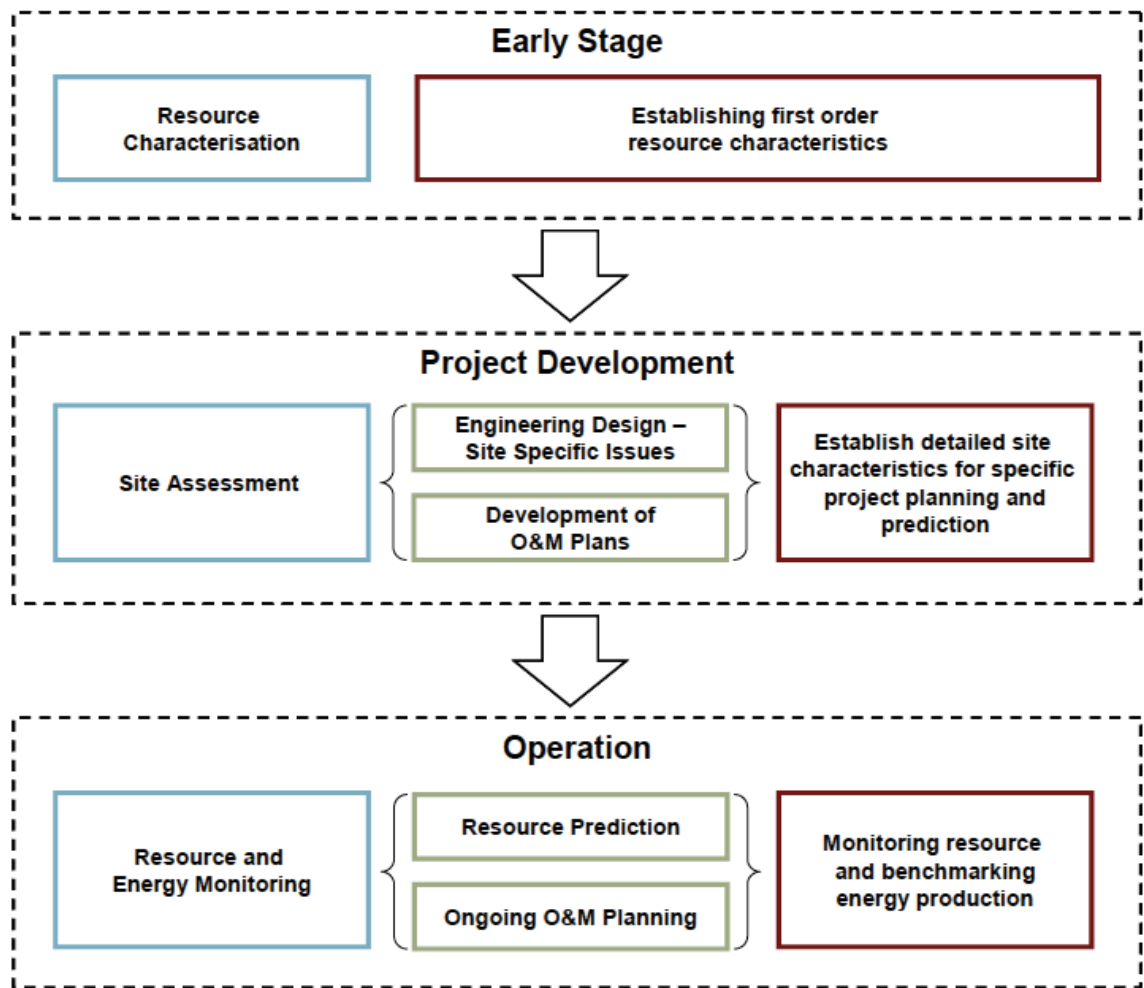 Early Stage
Resource
Characterisation
Establishing first order
resource characteristics
Project Development
Site Assessment
Engineering Design –
Site Specific Issues
Development of
O&M Plans
Establish detailed site
characteristics for specific
project planning and
prediction
Operation
Resource and
Energy Monitoring
Resource Prediction
Ongoing O&M Planning
Monitoring resource
and benchmarking
energy production